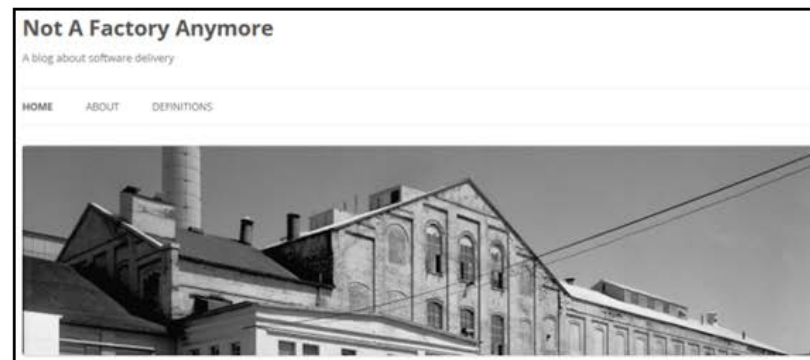 Not A Factory Anymore
A blog about software delivery
HOME ABOUT DEFINITIONS